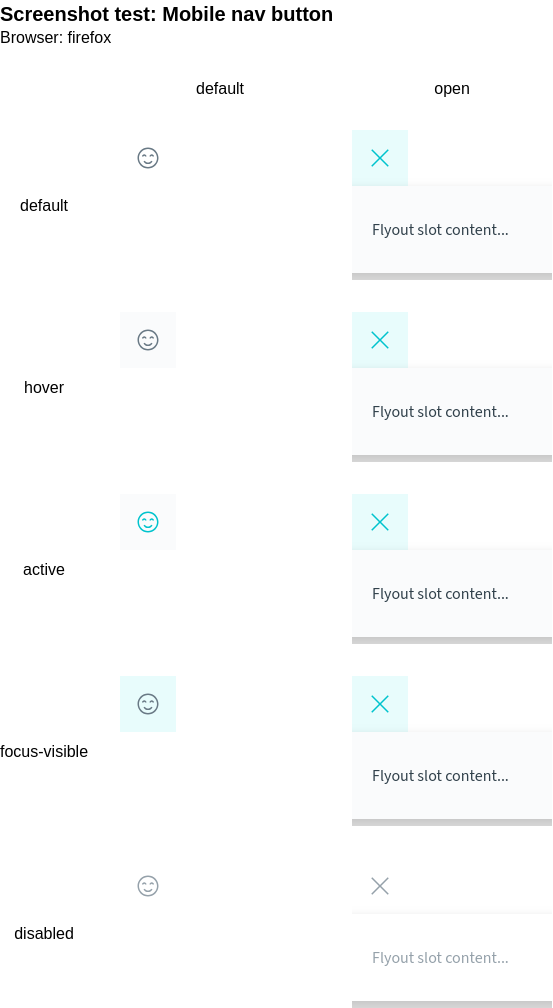 Screenshot test: Mobile nav button
Browser: firefox
default open
default
Flyout slot content...
hover
Flyout slot content...
active
Flyout slot content...
focus-visible
Flyout slot content...
disabled
Flyout slot content...